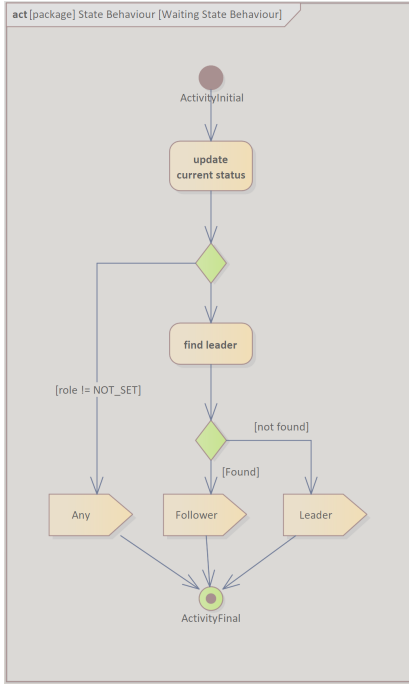 act [package] State Behaviour [Waiting State Behaviour]
ActivityInitial
update
current status
find leader
[role != NOT_SET]
[not found]
[Found]
Any
Follower
Leader
ActivityFinal